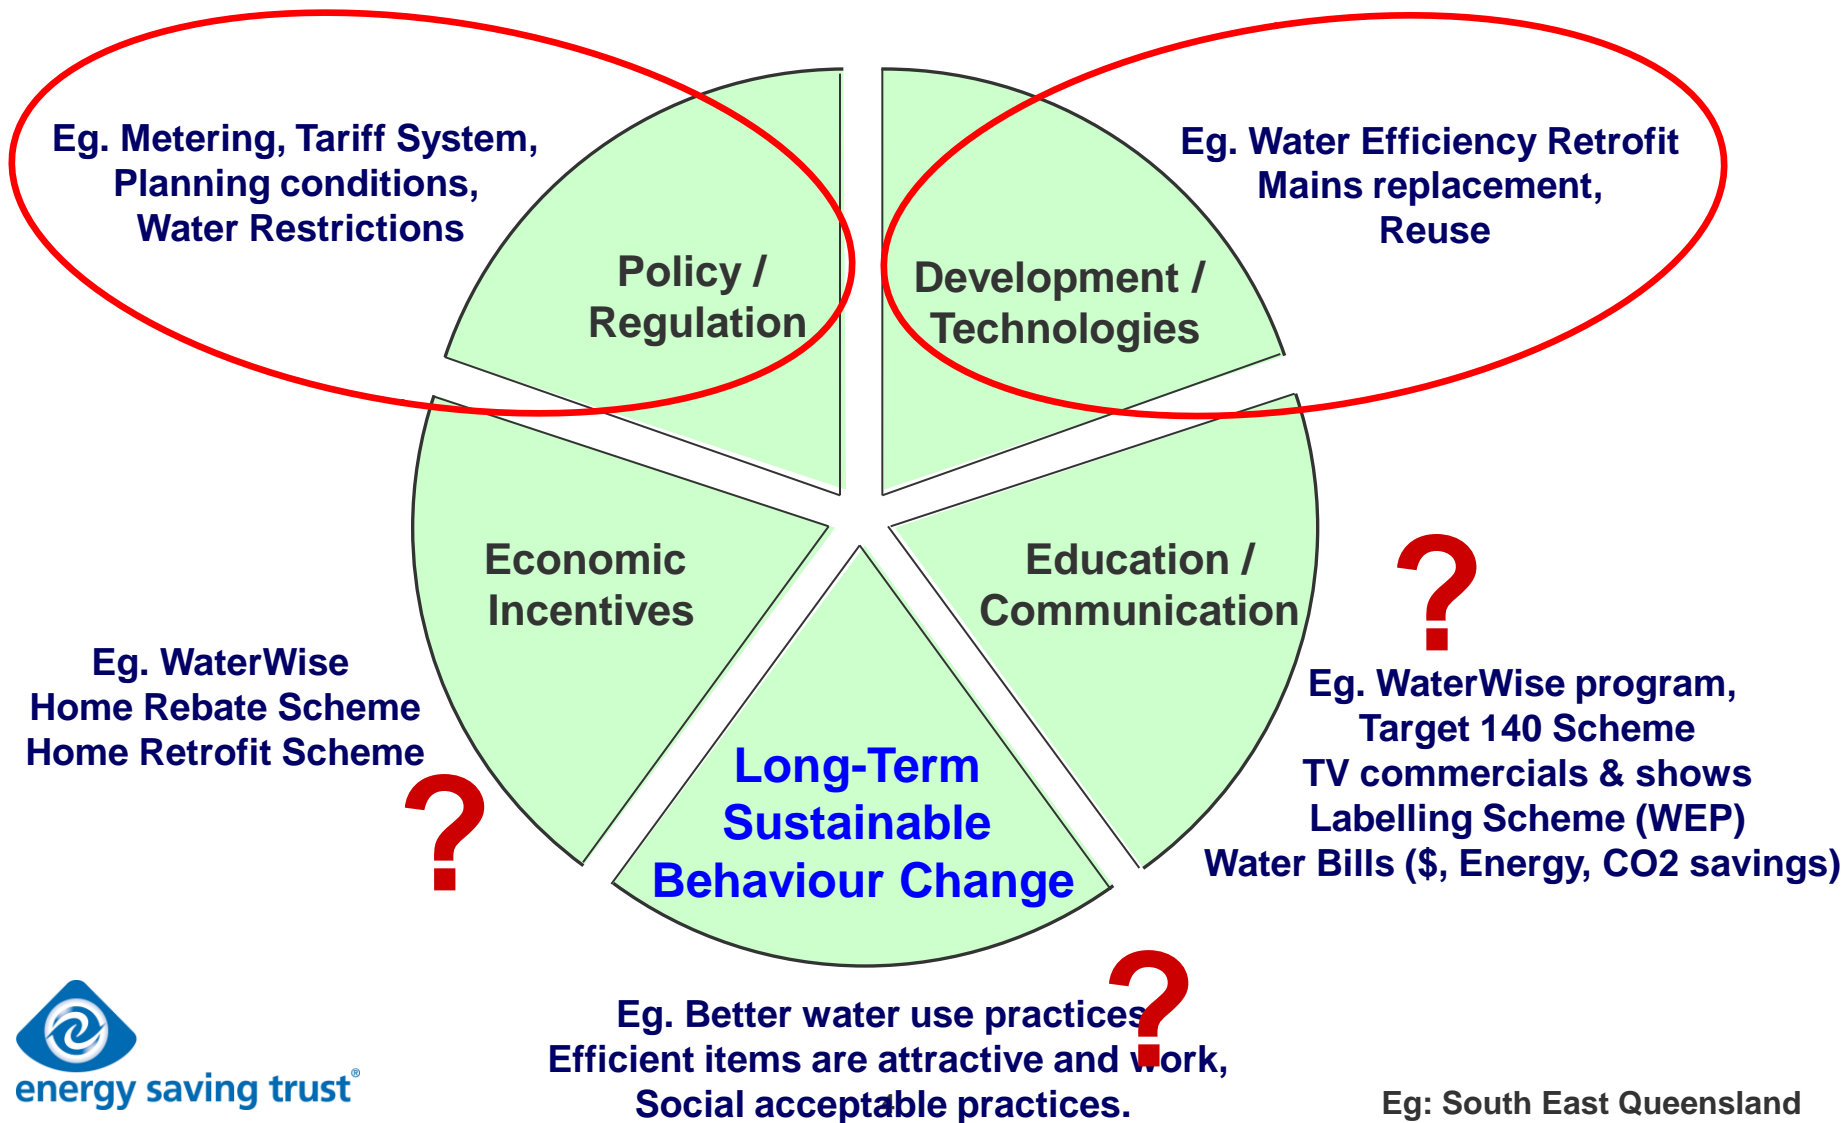 Eg. Metering, Tariff System,
Planning conditions,
Water Restrictions
Eg. Water Efficiency Retrofit
Mains replacement,
Reuse
Policy /
Regulation
Development /
Technologies
Economic
Incentives
Education /
Communication
?
Eg. WaterWise
Home Rebate Scheme
Home Retrofit Scheme
?
Eg. WaterWise program,
Target 140 Scheme
TV commercials & shows
Labelling Scheme (WEP)
Water Bills ($, Energy, CO2 savings)
Long-Term
Sustainable
Behaviour Change
?
Eg. Better water use practices
Efficient items are attractive and work,
Social acceptable practices.
4
energy saving trust®
Eg: South East Queensland